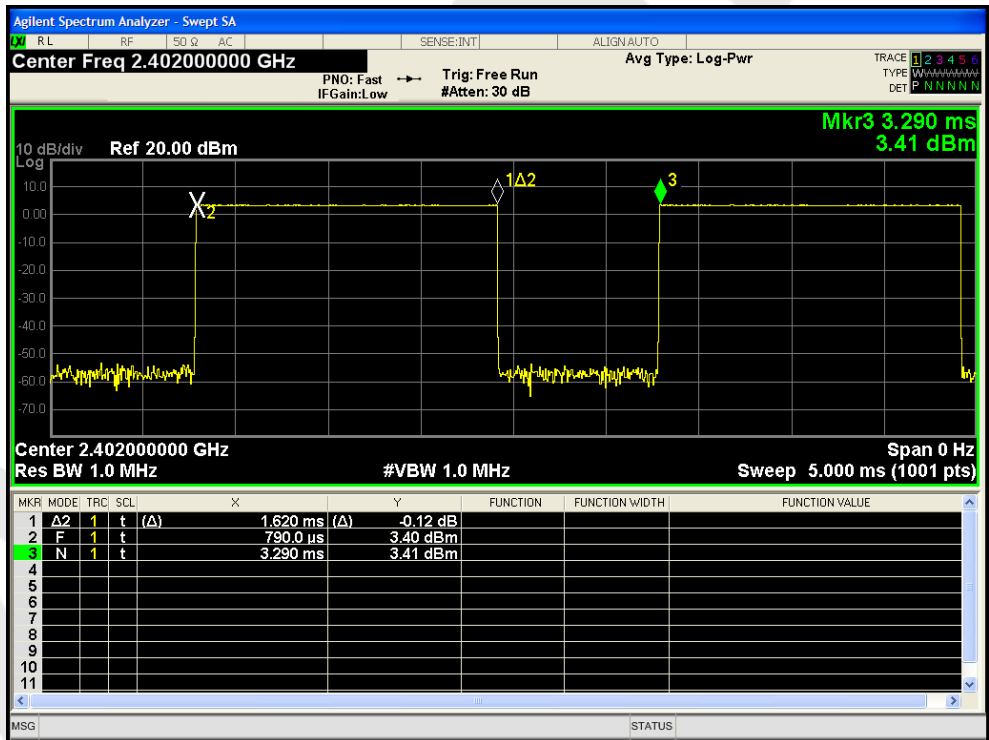 Agilent Spectrum Analyzer - Swept SA
LXI RL RF 50 Ω AC SENSE:INT ALIGNAUTO
Center Freq 2.402000000 GHz Avg Type: Log-Pwr TRACE 1 2 3 4 5 6
PNO: Fast Trig: Free Run TYPE WWWWWW
IFGain:Low #Atten: 30 dB DET P N N N N N
Mkr3 3.290 ms
10 dB/div Ref 20.00 dBm 3.41 dBm
Log
10.0
0.00
-10.0
-20.0
-30.0
-40.0
-50.0
-60.0
-70.0
2
1Δ2
3
Center 2.402000000 GHz Span 0 Hz
Res BW 1.0 MHz #VBW 1.0 MHz Sweep 5.000 ms (1001 pts)
MKR MODE TRC SCL X Y FUNCTION FUNCTION WIDTH FUNCTION VALUE
1 Δ2 1 t (Δ) 1.620 ms (Δ) -0.12 dB
2 F 1 t 790.0 µs 3.40 dBm
3 N 1 t 3.290 ms 3.41 dBm
4
5
6
7
8
9
10
11
MSG STATUS